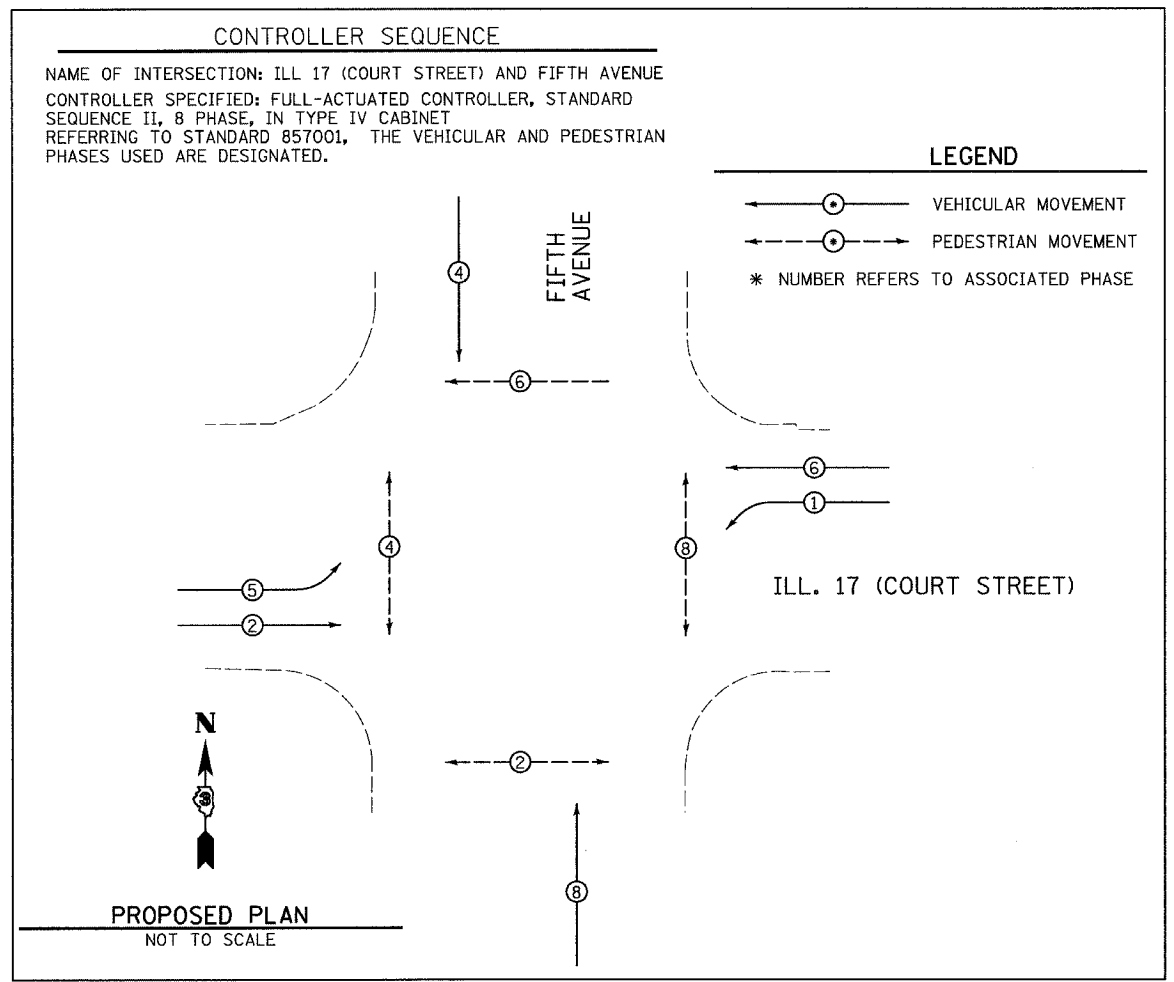 CONTROLLER SEQUENCE
NAME OF INTERSECTION: ILL 17 (COURT STREET) AND FIFTH AVENUE
CONTROLLER SPECIFIED: FULL-ACTUATED CONTROLLER, STANDARD
SEQUENCE II, 8 PHASE, IN TYPE IV CABINET
REFERRING TO STANDARD 857001, THE VEHICULAR AND PEDESTRIAN
PHASES USED ARE DESIGNATED.
LEGEND
* VEHICULAR MOVEMENT
* PEDESTRIAN MOVEMENT
* NUMBER REFERS TO ASSOCIATED PHASE
FIFTH
AVENUE
4
6
6
1
4
8
5
2
ILL. 17 (COURT STREET)
N
3
2
8
PROPOSED PLAN
NOT TO SCALE